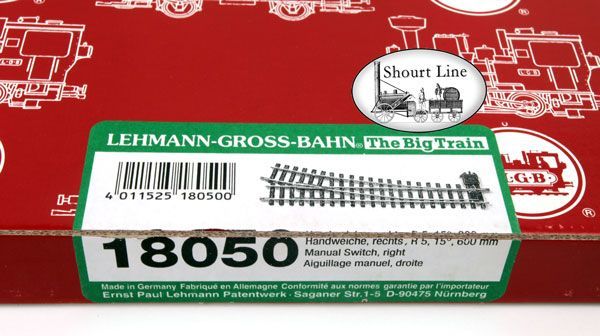 Shourt Line
LEHMANN-GROSS-BAHN® The Big Train
4 011525 180500
18050
Handweiche, rechts, R 5, 15°, 600 mm
Manual Switch, right
Aiguillage manuel, droite
Made in Germany Fabriqué en Allemagne Conformité aux normes garantie par l'importateur
Ernst Paul Lehmann Patentwerk · Saganer Str.1-5 D-90475 Nürnberg
L.G.B.